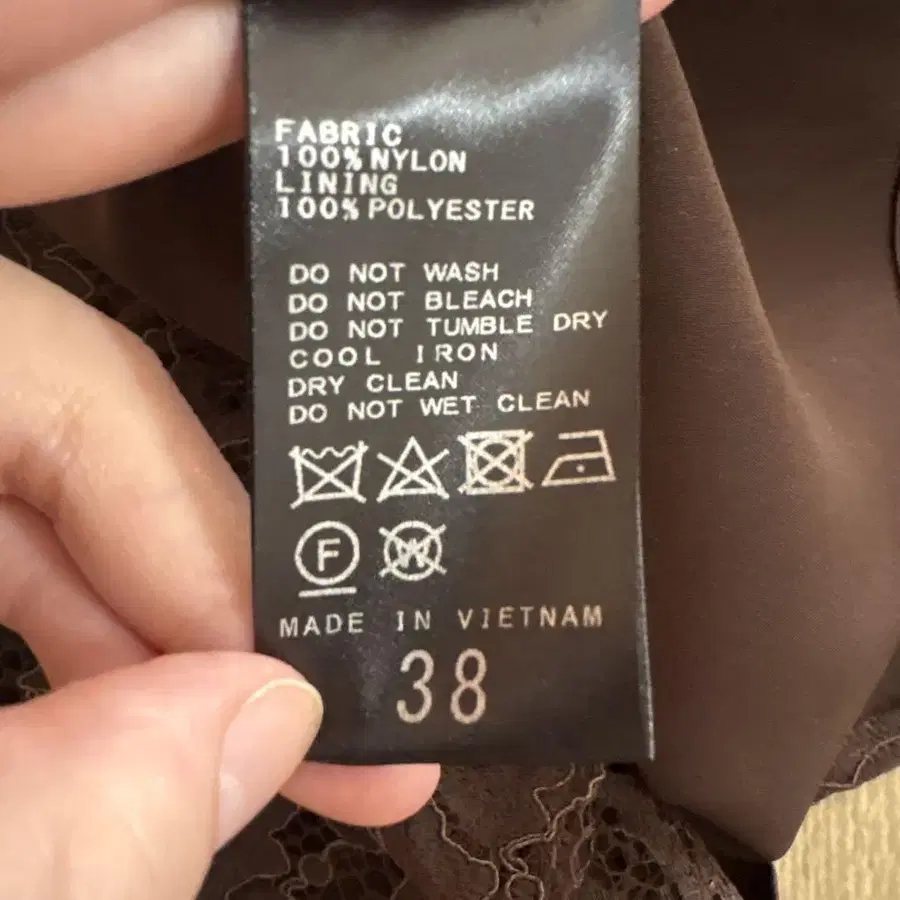 FABRIC
100% NYLON
LINING
100% POLYESTER
DO NOT WASH
DO NOT BLEACH
DO NOT TUMBLE DRY
COOL IRON
DRY CLEAN
DO NOT WET CLEAN
F W
MADE IN VIETNAM
38